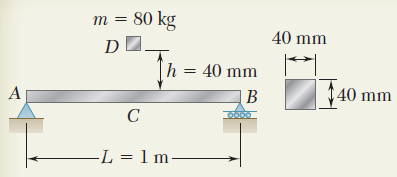 m = 80 kg
D
40 mm
h = 40 mm
A
B
40 mm
C
L = 1 m